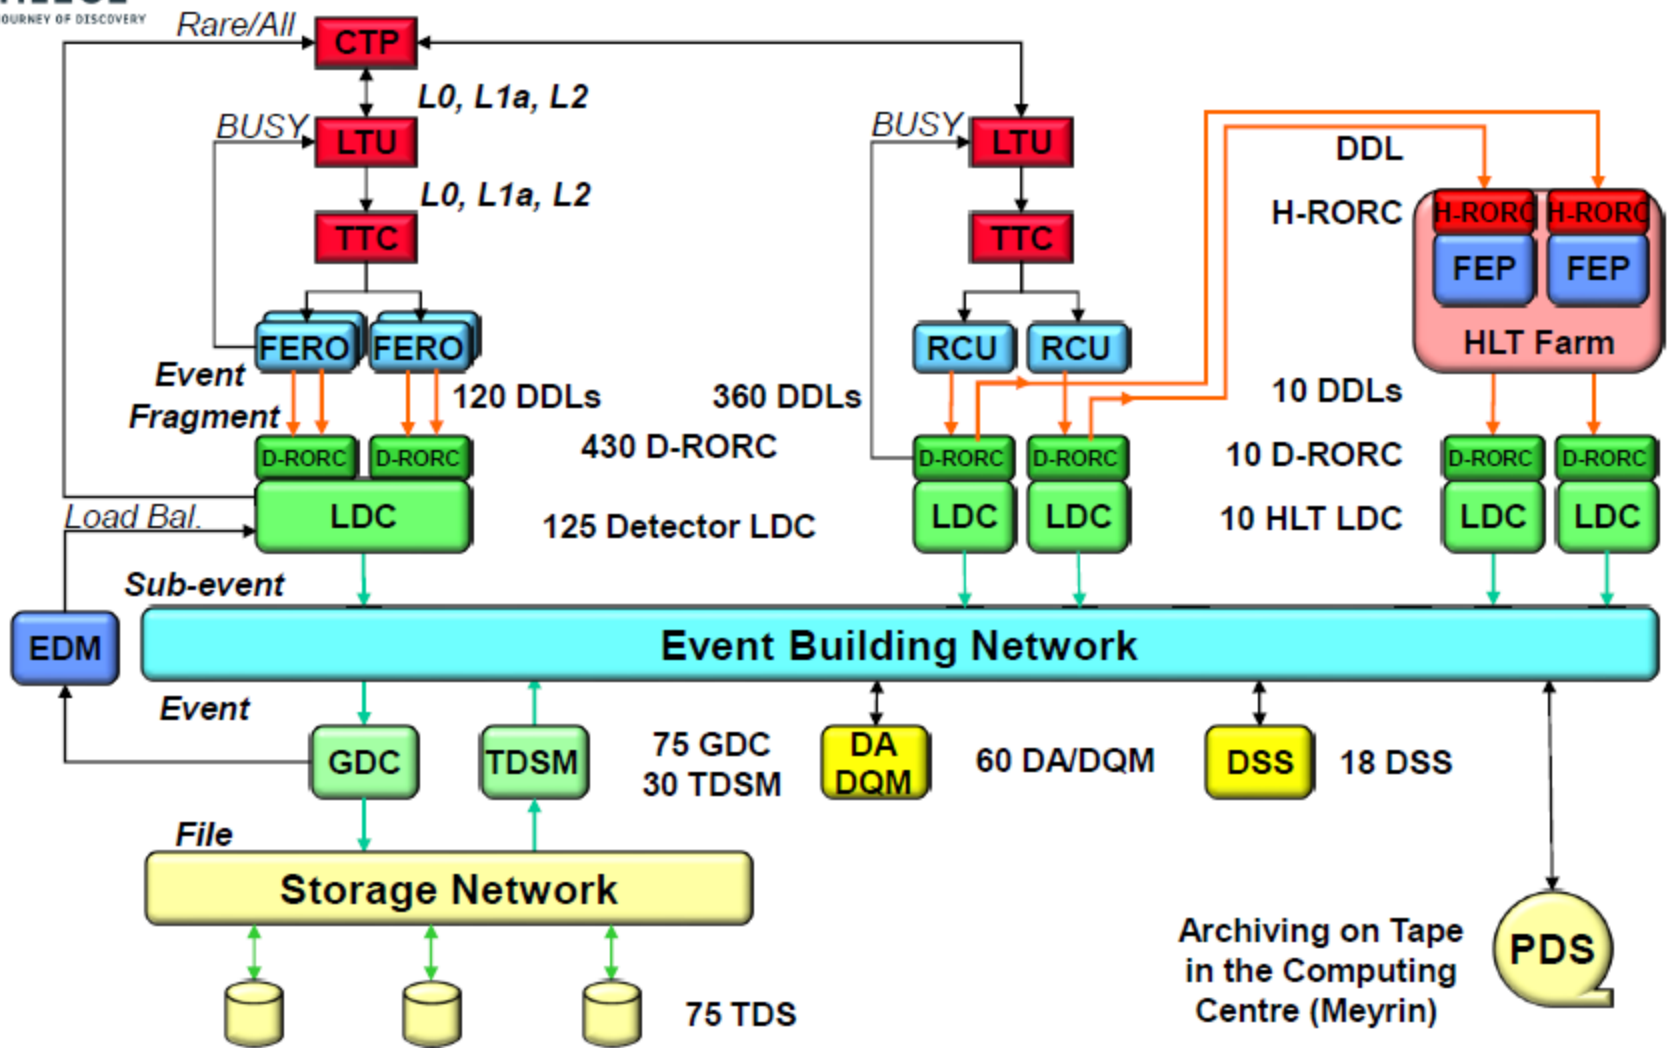 JOURNEY OF DISCOVERY
Rare/All
CTP
L0, L1a, L2
BUSY
LTU
BUSY
LTU
DDL
L0, L1a, L2
TTC
TTC
H-RORC
H-RORC
H-RORC
FEP
FEP
FERO
FERO
RCU
RCU
HLT Farm
Event
Fragment
120 DDLs
360 DDLs
10 DDLs
430 D-RORC
D-RORC
D-RORC
D-RORC
D-RORC
10 D-RORC
D-RORC
D-RORC
Load Bal.
LDC
125 Detector LDC
LDC
LDC
10 HLT LDC
LDC
LDC
Sub-event
EDM
Event Building Network
Event
GDC
TDSM
75 GDC
30 TDSM
DA
DQM
60 DA/DQM
DSS
18 DSS
File
Storage Network
Archiving on Tape
in the Computing
Centre (Meyrin)
PDS
75 TDS